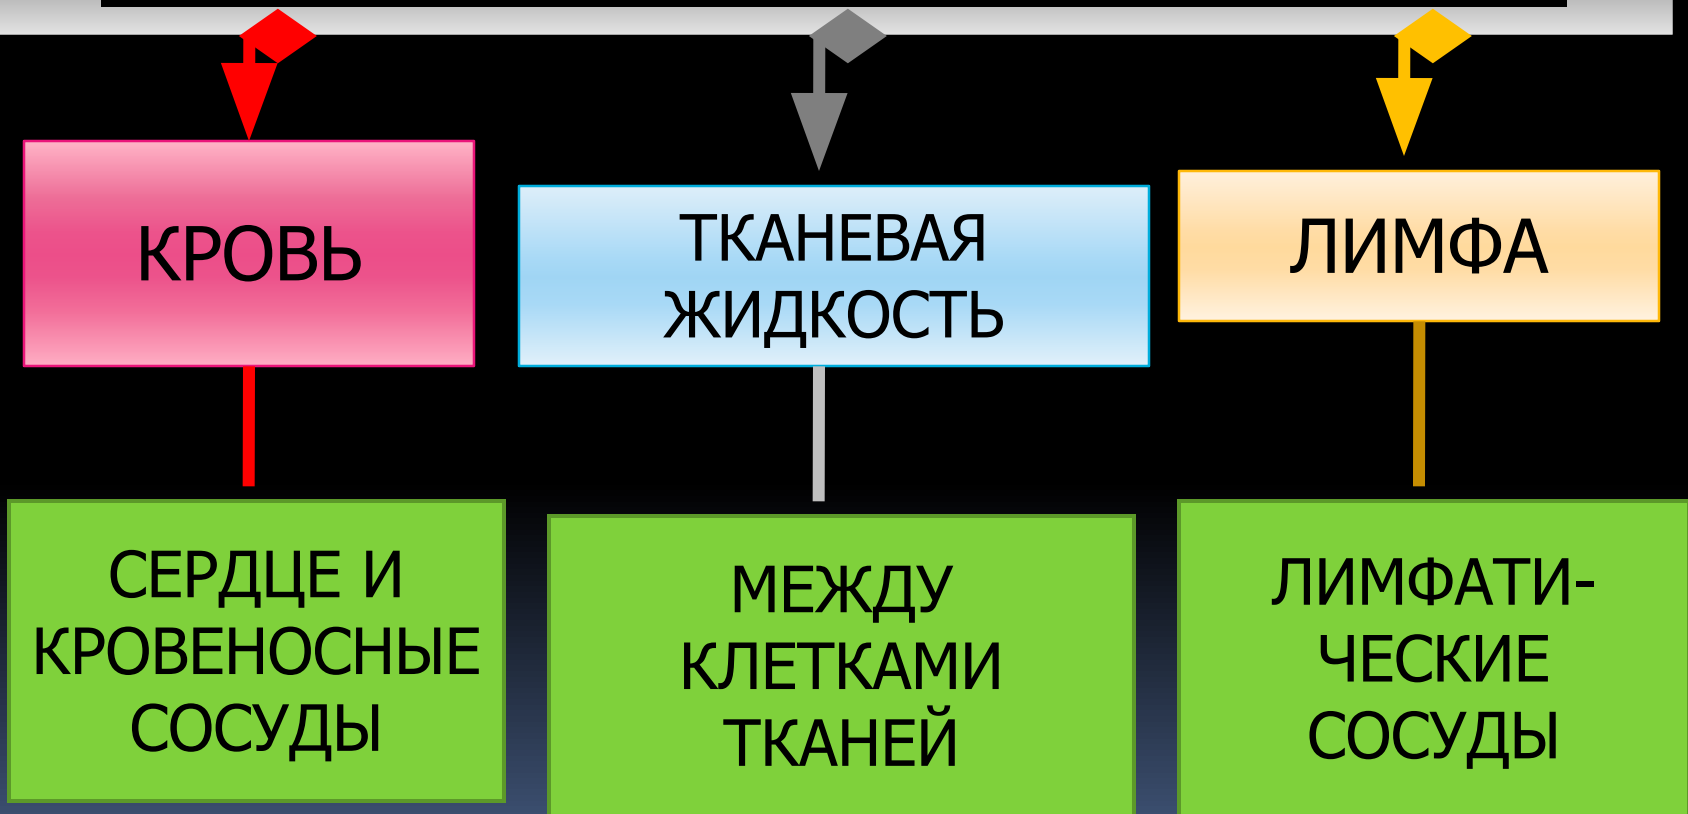 КРОВЬ
ТКАНЕВАЯ
ЖИДКОСТЬ
ЛИМФА
СЕРДЦЕ И
КРОВЕНОСНЫЕ
СОСУДЫ
МЕЖДУ
КЛЕТКАМИ
ТКАНЕЙ
ЛИМФАТИ-
ЧЕСКИЕ
СОСУДЫ